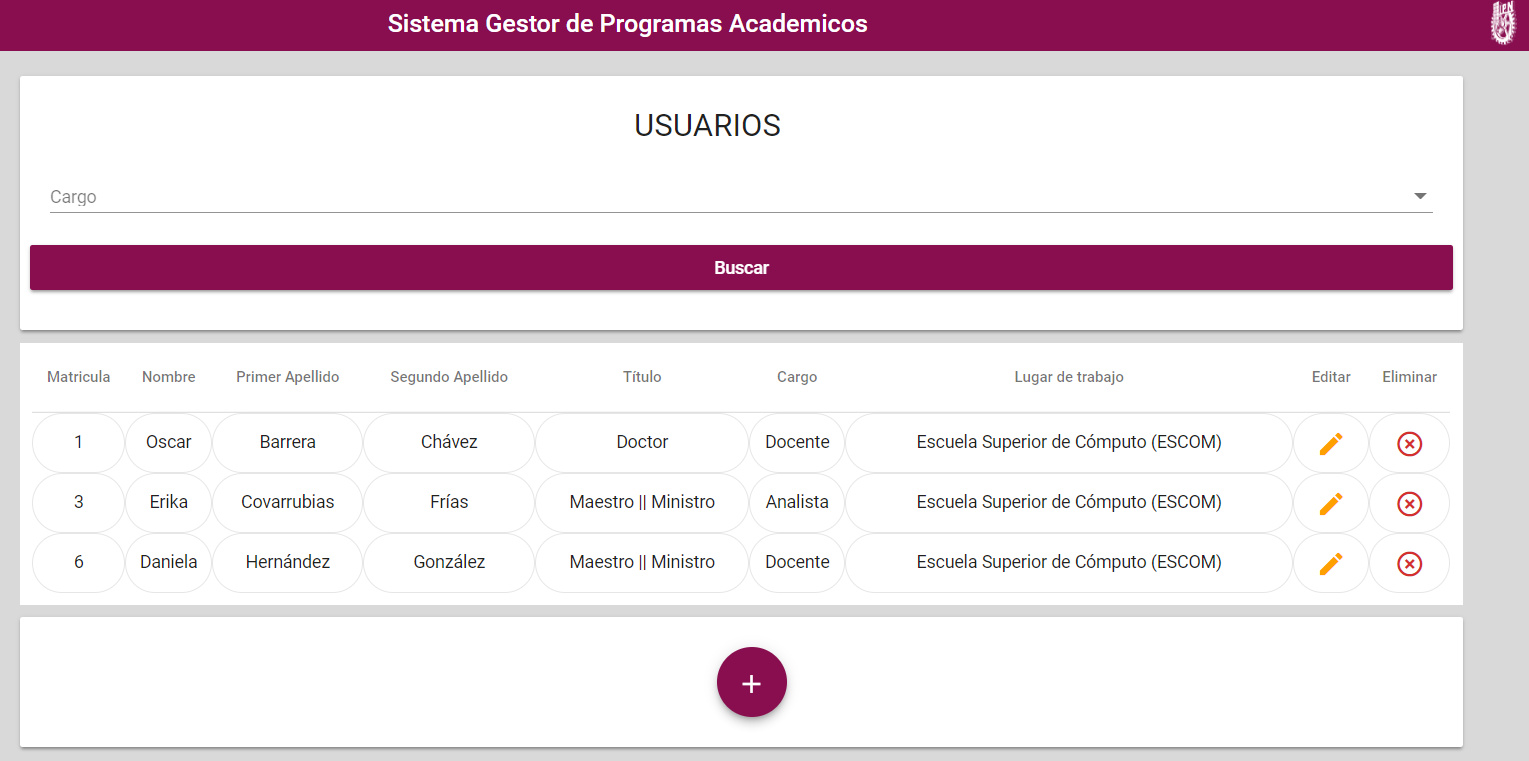 Sistema Gestor de Programas Academicos
IPN
USUARIOS
Cargo
Buscar
Matricula Nombre Primer Apellido Segundo Apellido Título Cargo Lugar de trabajo Editar Eliminar
1 Oscar Barrera Chávez Doctor Docente Escuela Superior de Cómputo (ESCOM)
3 Erika Covarrubias Frías Maestro || Ministro Analista Escuela Superior de Cómputo (ESCOM)
6 Daniela Hernández González Maestro || Ministro Docente Escuela Superior de Cómputo (ESCOM)
+